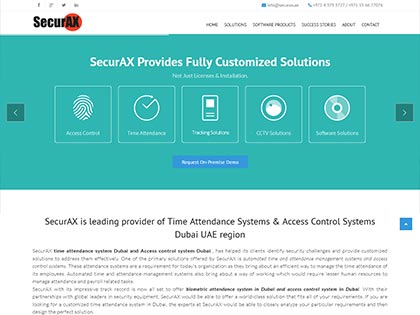 info@securax.ae +971-4 379 1727 / +971-55 66 17076
SecurAX
HOME SOLUTIONS SOFTWARE PRODUCTS SUCCESS STORIES ABOUT CONTACT
SecurAX Provides Fully Customized Solutions
Not Just Licenses & Installation.
Access Control Time Attendance Tracking Solutions CCTV Solutions Software Solutions
Request On-Premise Demo
SecurAX is leading provider of Time Attendance Systems & Access Control Systems
Dubai UAE region
SecurAX time attendance system Dubai and Access control system Dubai , has helped its clients identify security challenges and provide customized
solutions to address them effectively. One of the primary solutions offered by SecurAX is automated time and attendance management systems and access
control systems. These attendance systems are a requirement for today's organization as they bring about an efficient way to manage the time attendance of
its employees. Automated time and attendance management systems also bring about a way of working which would require lesser human resources to
manage attendance and payroll related tasks.
SecurAX with its impressive track record is now all set to offer biometric attendance system in Dubai and access control system in Dubai . With their
partnerships with global leaders in security equipment, SecurAX would be able to offer a world-class solution that fits all of your requirements. If you are
looking for a customized time attendance system in Dubai, the experts at SecurAX would be able to closely analyze your particular requirements and then
design the perfect solution.